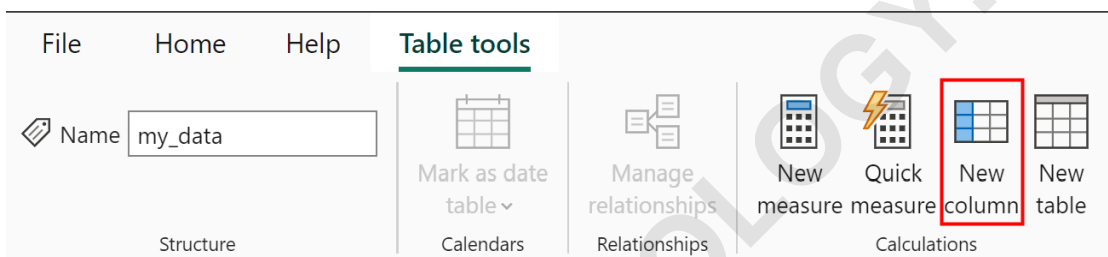 File Home Help Table tools
Name my_data
Mark as date
table
Manage
relationships
New
measure
Quick
measure
New
column
New
table
Structure Calendars Relationships Calculations
OLOGY